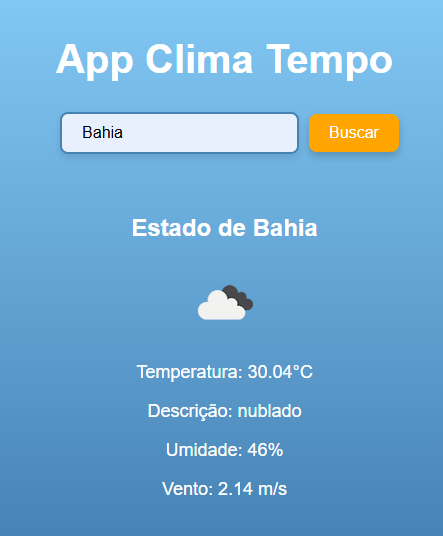 App Clima Tempo
Bahia
Buscar
Estado de Bahia
Temperatura: 30.04°C
Descrição: nublado
Umidade: 46%
Vento: 2.14 m/s